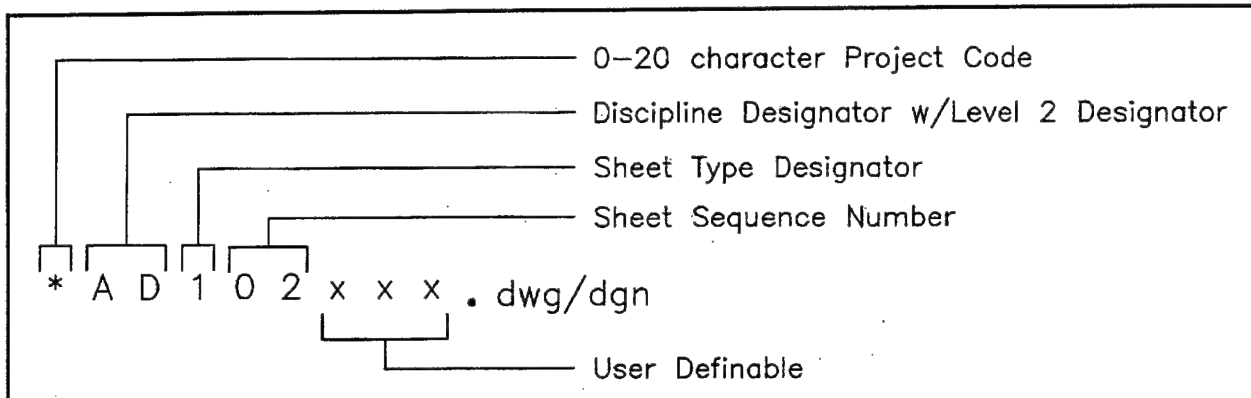 0-20 character Project Code
Discipline Designator w/Level 2 Designator
Sheet Type Designator
Sheet Sequence Number
* A D 1 0 2 x x x . dwg/dgn
User Definable